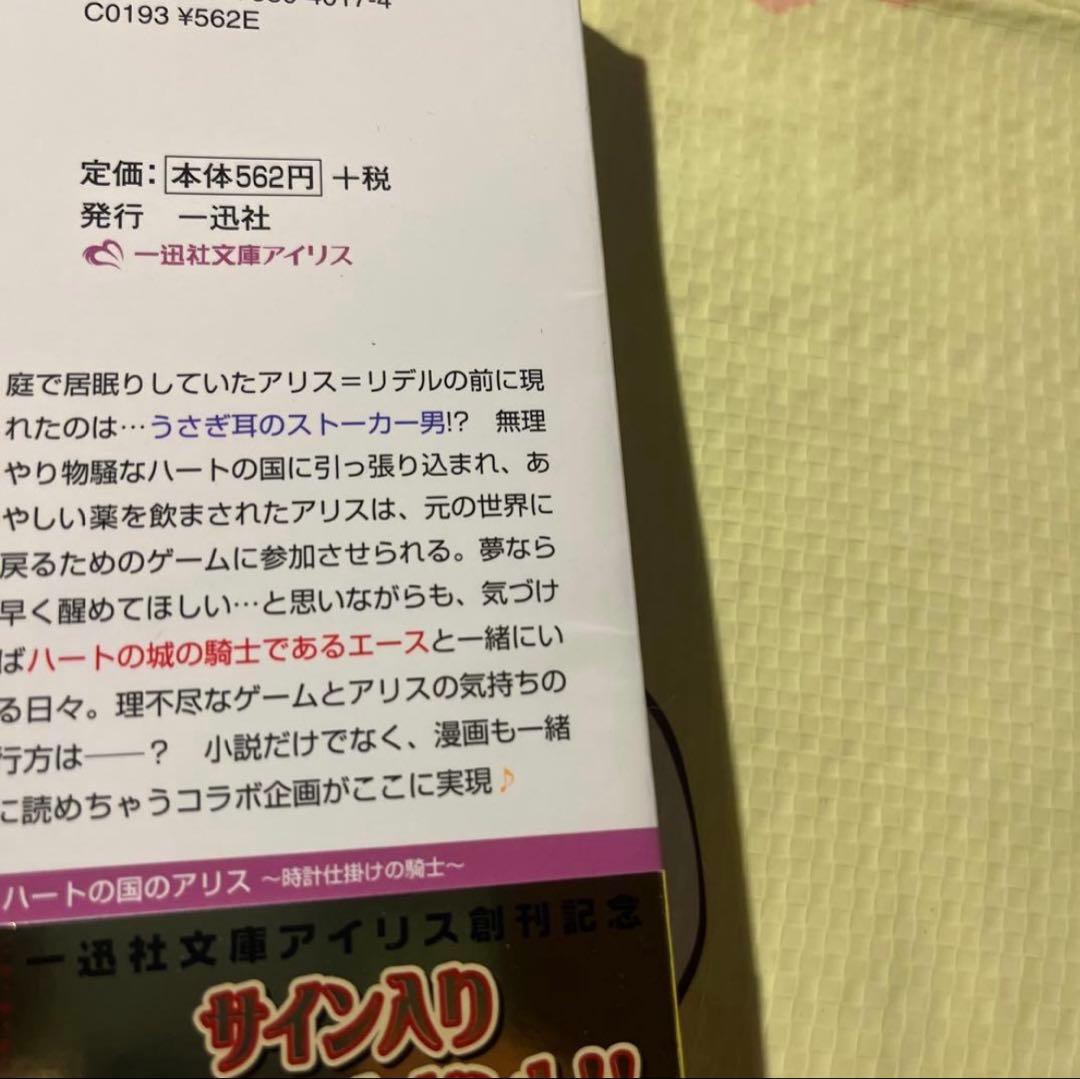 4017-4
C0193 ¥562E
定価：本体562円＋税
発行　一迅社
一迅社文庫アイリス
庭で居眠りしていたアリス＝リデルの前に現
れたのは…うさぎ耳のストーカー男!?　無理
やり物騒なハートの国に引っ張り込まれ、あ
やしい薬を飲まされたアリスは、元の世界に
戻るためのゲームに参加させられる。夢なら
早く醒めてほしい…と思いながらも、気づけ
ばハートの城の騎士であるエースと一緒にい
る日々。理不尽なゲームとアリスの気持ちの
行方は――？　小説だけでなく、漫画も一緒
に読めちゃうコラボ企画がここに実現♪
ハートの国のアリス ～時計仕掛けの騎士～
一迅社文庫アイリス創刊記念
サイン入り